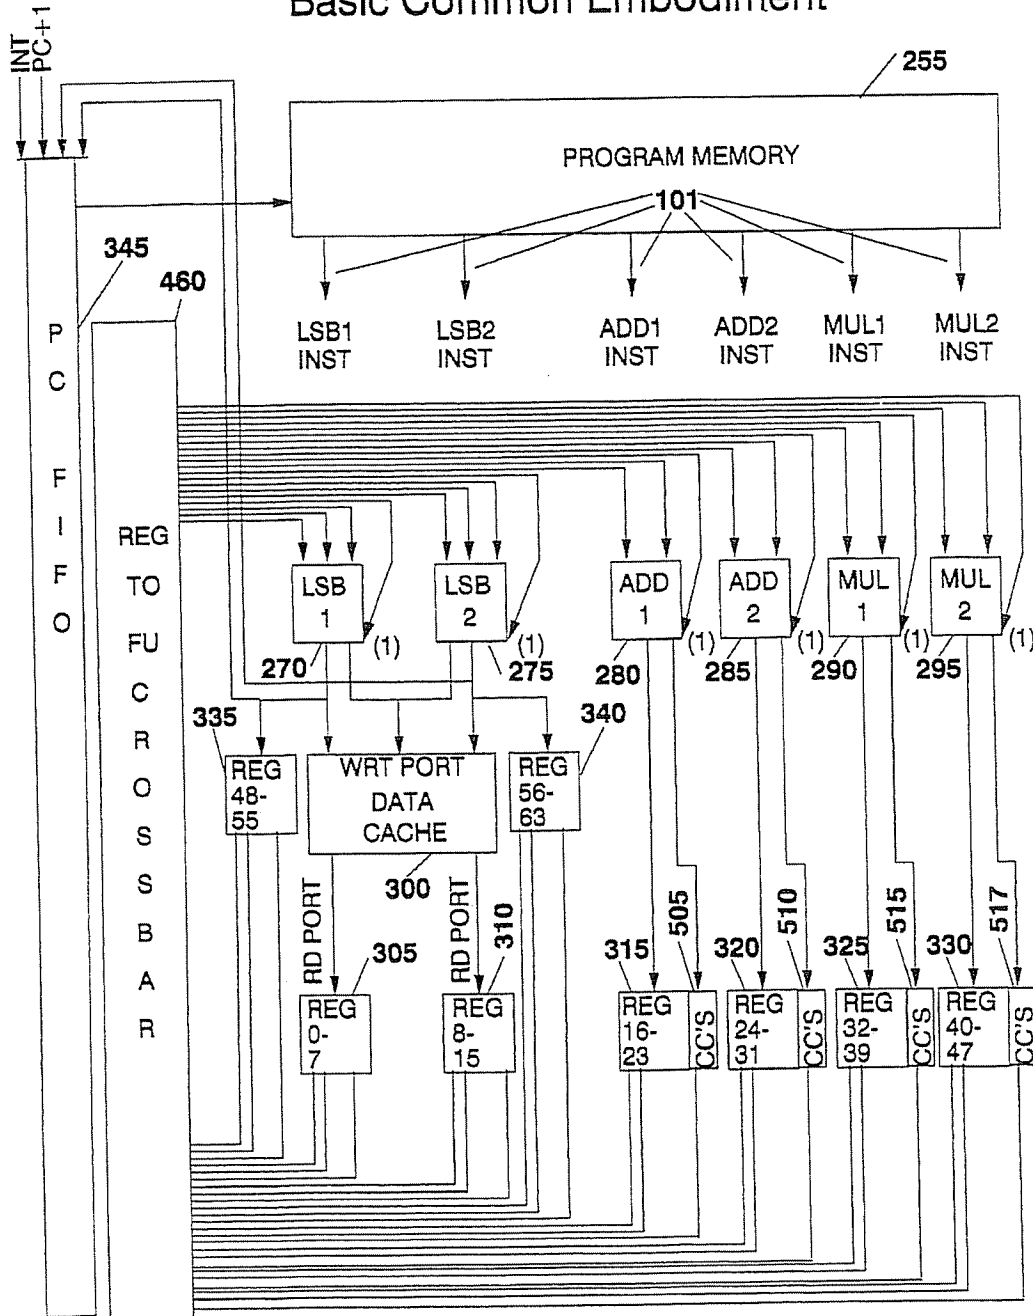 Basic Common Embodiment
INT
PC+1
255
PROGRAM MEMORY
101
345
460
LSB1 INST
LSB2 INST
ADD1 INST
ADD2 INST
MUL1 INST
MUL2 INST
P
C
F
I
F
O
REG
TO
FU
C
R
O
S
S
B
A
R
LSB
1
LSB
2
ADD
1
ADD
2
MUL
1
MUL
2
(1)
(1)
(1)
(1)
(1)
(1)
270
275
280
285
290
295
335
340
REG
48-
55
WRT PORT
DATA
CACHE
REG
56-
63
300
RD PORT
RD PORT
305
310
315
505
320
510
325
515
330
517
REG
0-
7
REG
8-
15
REG
16-
23
CC'S
REG
24-
31
CC'S
REG
32-
39
CC'S
REG
40-
47
CC'S